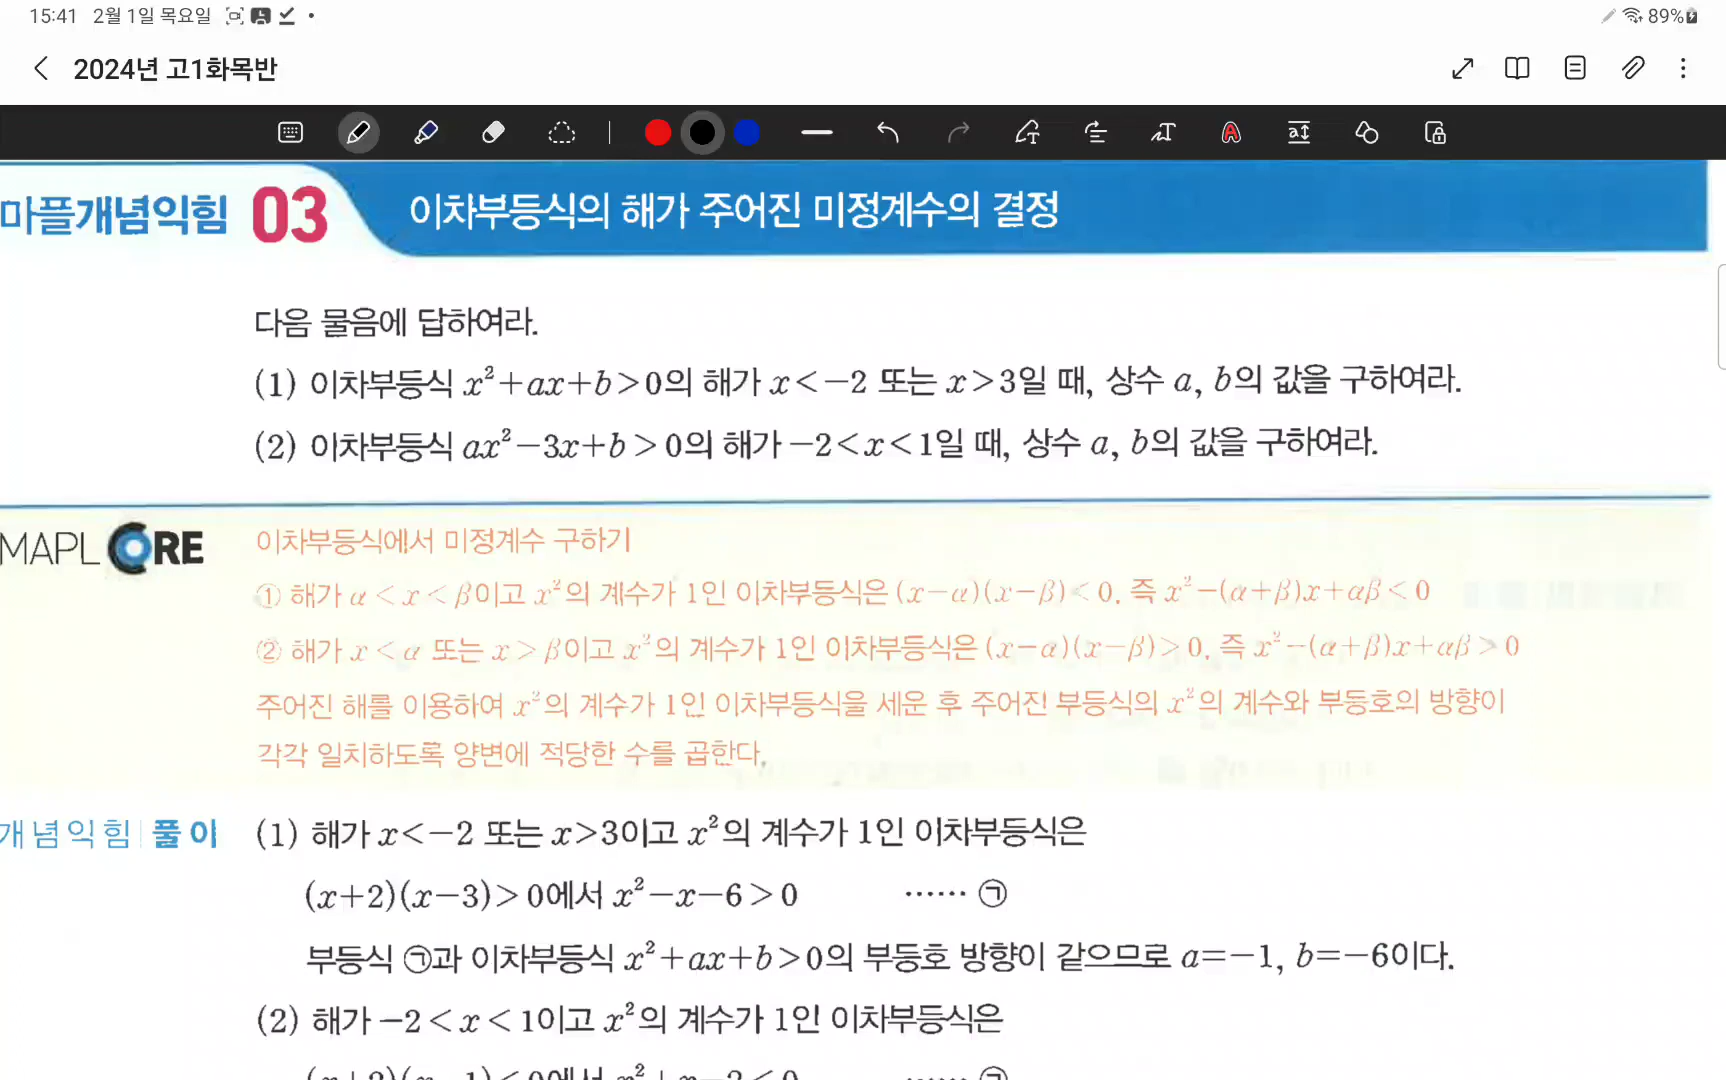 15:41 2월 1일 목요일
89%
2024년 고1화목반
마플개념익힘 03 이차부등식의 해가 주어진 미정계수의 결정
다음 물음에 답하여라.
(1) 이차부등식 x²+ax+b>0의 해가 x<-2 또는 x>3일 때, 상수 a, b의 값을 구하여라.
(2) 이차부등식 ax²-3x+b>0의 해가 -2<x<1일 때, 상수 a, b의 값을 구하여라.
MAPL CORE 이차부등식에서 미정계수 구하기
① 해가 α<x<β이고 x²의 계수가 1인 이차부등식은 (x-α)(x-β)<0, 즉 x²-(α+β)x+αβ<0
② 해가 x<α 또는 x>β이고 x²의 계수가 1인 이차부등식은 (x-α)(x-β)>0, 즉 x²-(α+β)x+αβ>0
주어진 해를 이용하여 x²의 계수가 1인 이차부등식을 세운 후 주어진 부등식의 x²의 계수와 부등호의 방향이
각각 일치하도록 양변에 적당한 수를 곱한다.
개념익힘 | 풀이 (1) 해가 x<-2 또는 x>3이고 x²의 계수가 1인 이차부등식은
(x+2)(x-3)>0에서 x²-x-6>0 ······ ㉠
부등식 ㉠과 이차부등식 x²+ax+b>0의 부등호 방향이 같으므로 a=-1, b=-6이다.
(2) 해가 -2<x<1이고 x²의 계수가 1인 이차부등식은